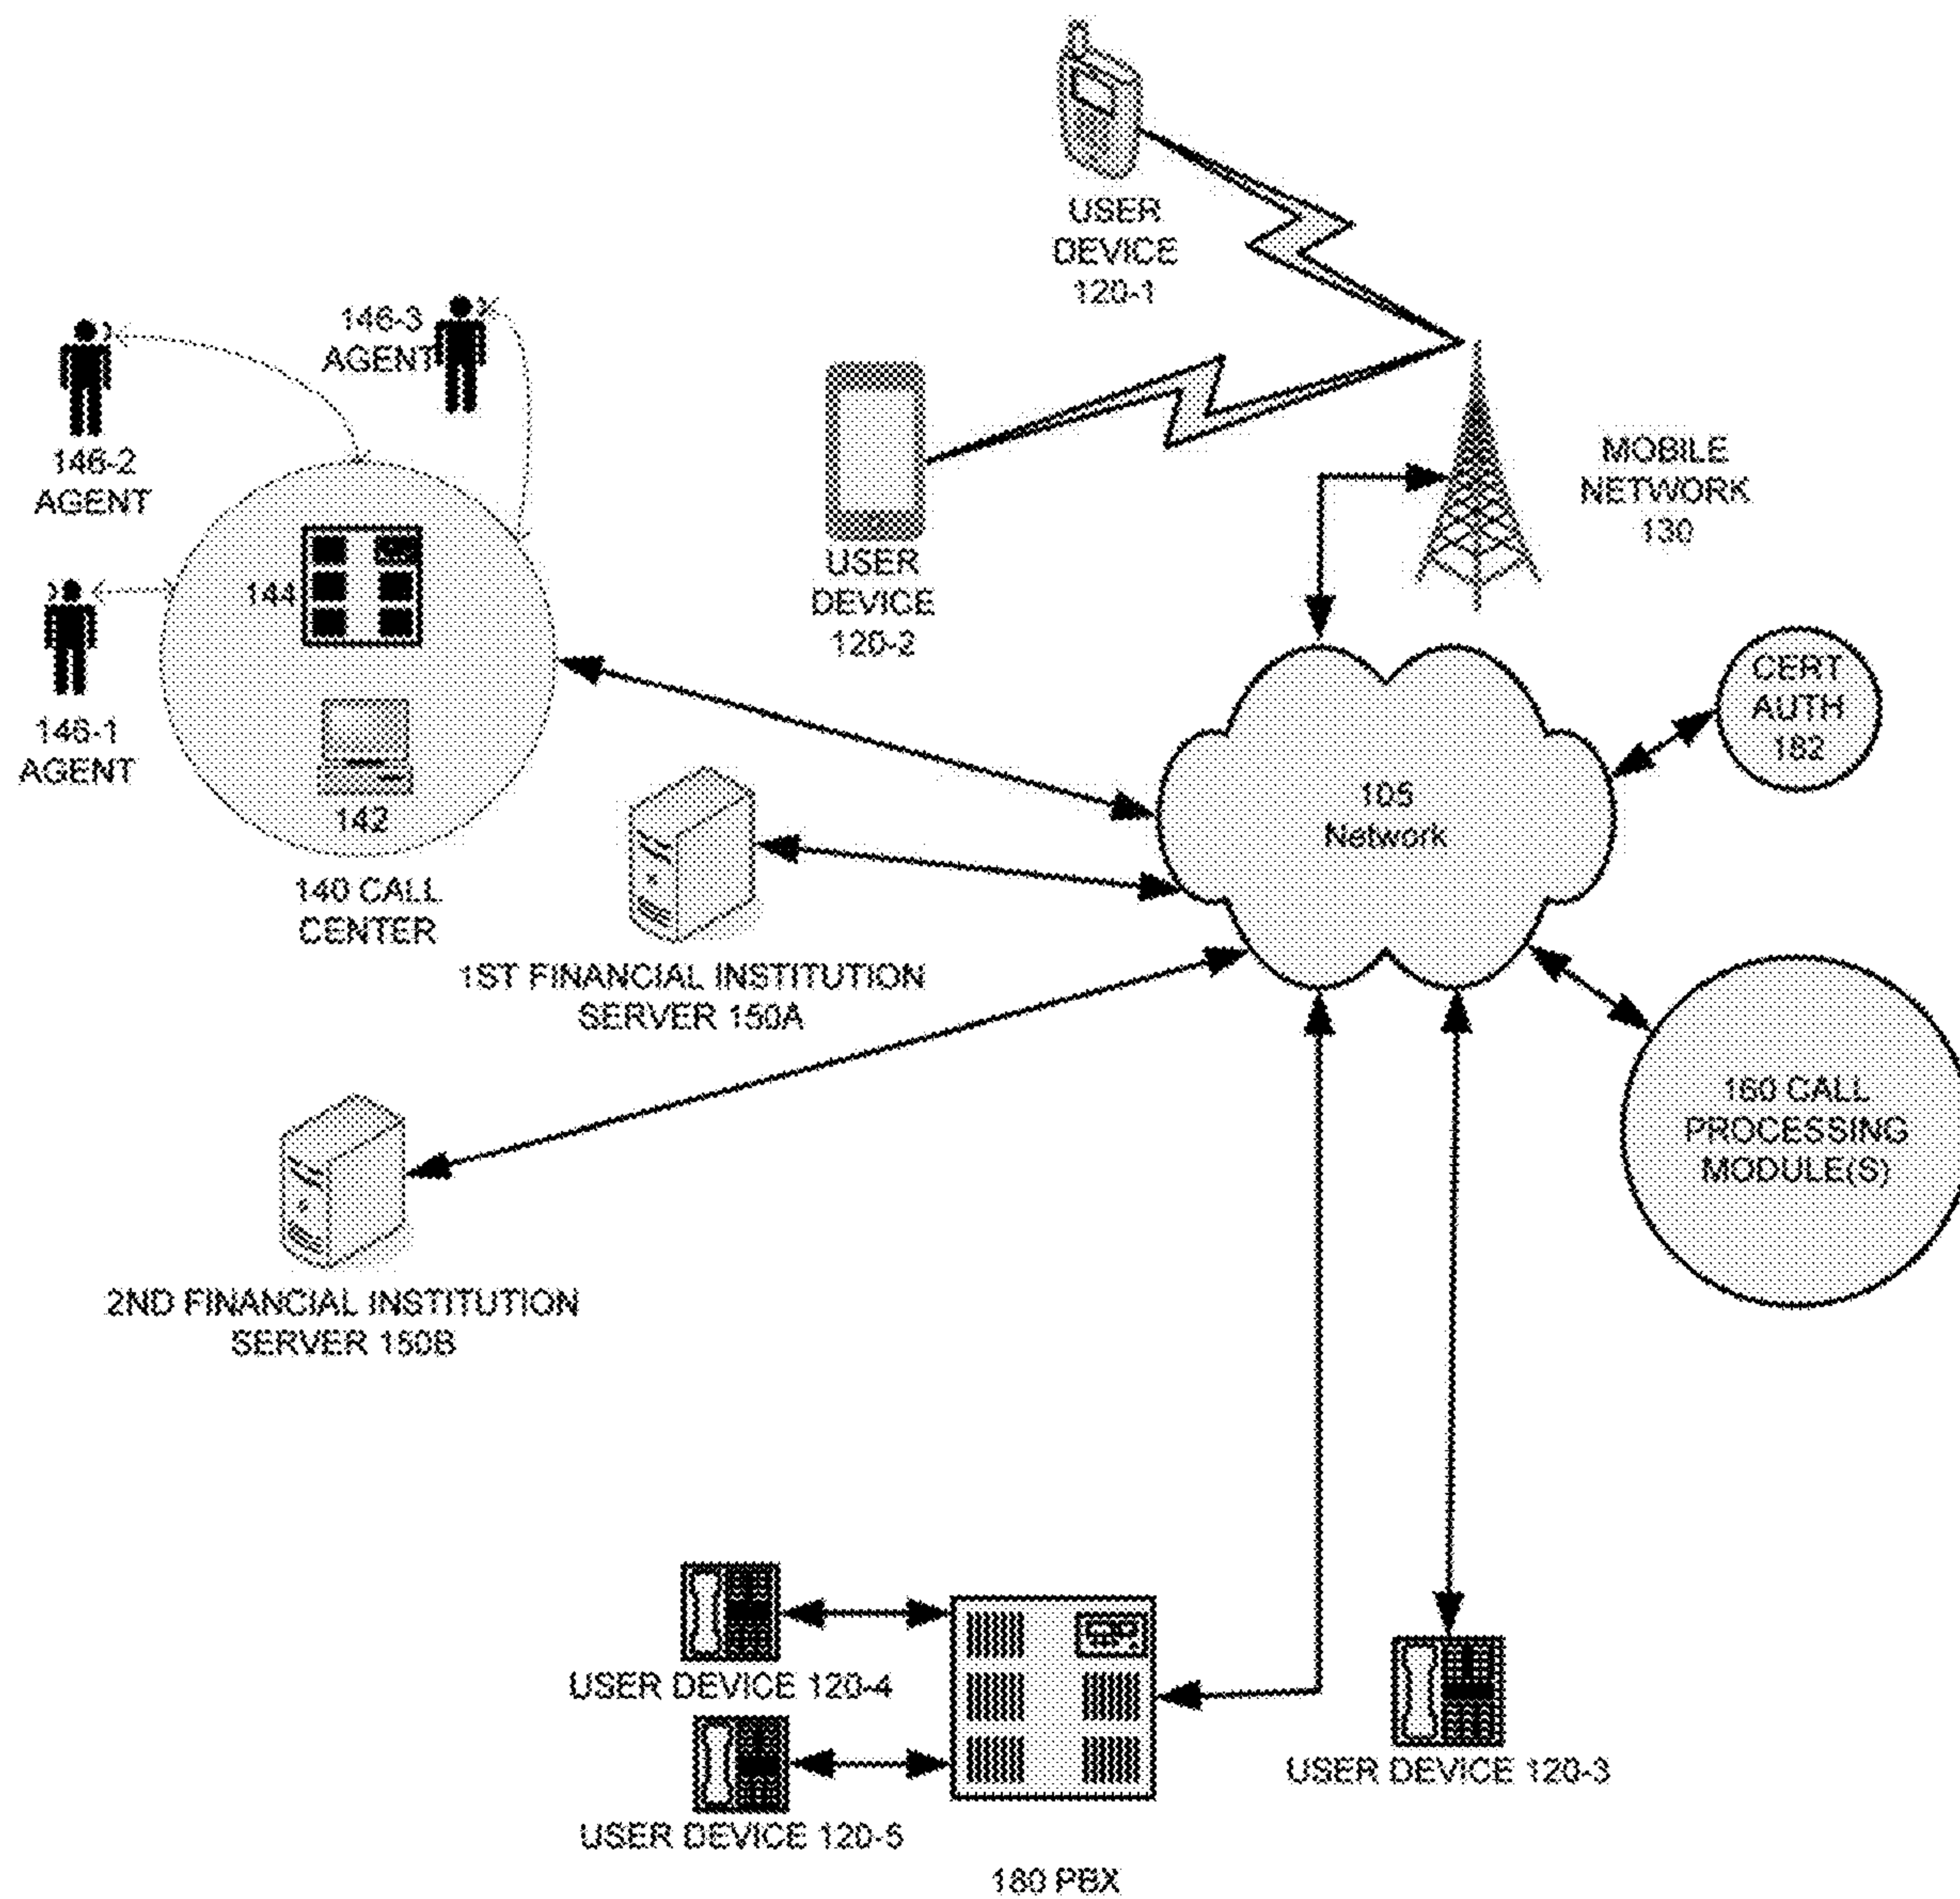 USER
DEVICE
120-1
146-3
AGENT
146-2
AGENT
USER
DEVICE
120-2
MOBILE
NETWORK
130
144
146-1
AGENT
142
140 CALL
CENTER
CERT
AUTH
182
105
Network
1ST FINANCIAL INSTITUTION
SERVER 150A
160 CALL
PROCESSING
MODULE(S)
2ND FINANCIAL INSTITUTION
SERVER 150B
USER DEVICE 120-4
USER DEVICE 120-5
180 PBX
USER DEVICE 120-3